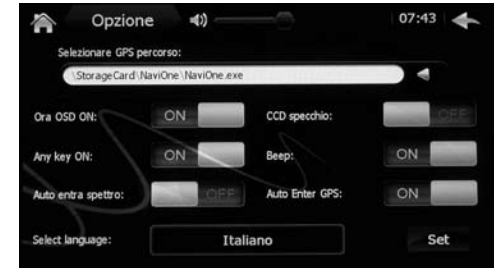 Opzione 07:43
Selezionare GPS percorso:
\StorageCard\NaviOne\NaviOne.exe
Ora OSD ON: ON CCD specchio: OFF
Any key ON: ON Beep: ON
Auto entra spettro: OFF Auto Enter GPS: ON
Select language: Italiano Set